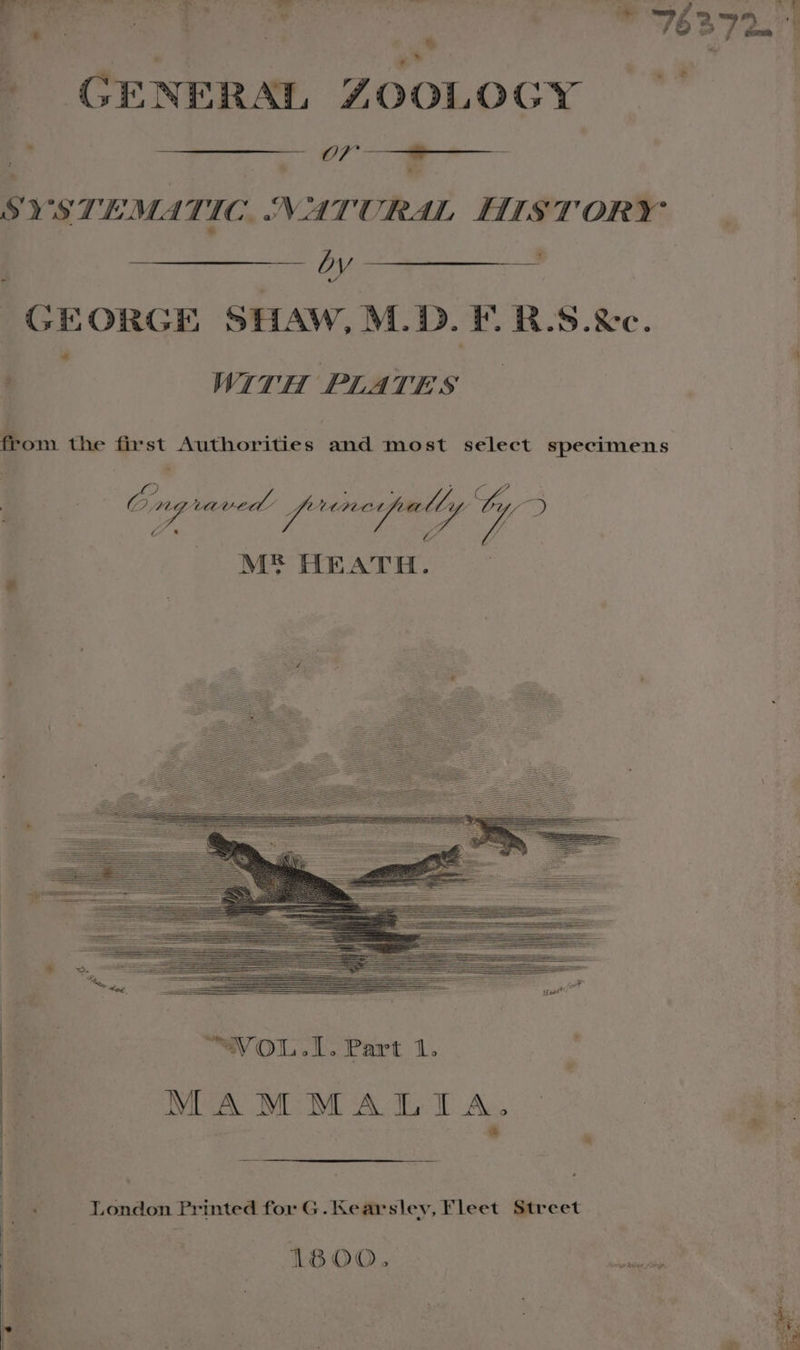 76372.
GENERAL ZOOLOGY
or
SYSTEMATIC NATURAL HISTORY
by
GEORGE SHAW, M.D. F.R.S.&c.
WITH PLATES
from the first Authorities and most select specimens
Engraved principally by
MR HEATH.
VOL.I. Part 1.
MAMMALIA.
London Printed for G. Kearsley, Fleet Street
1800.